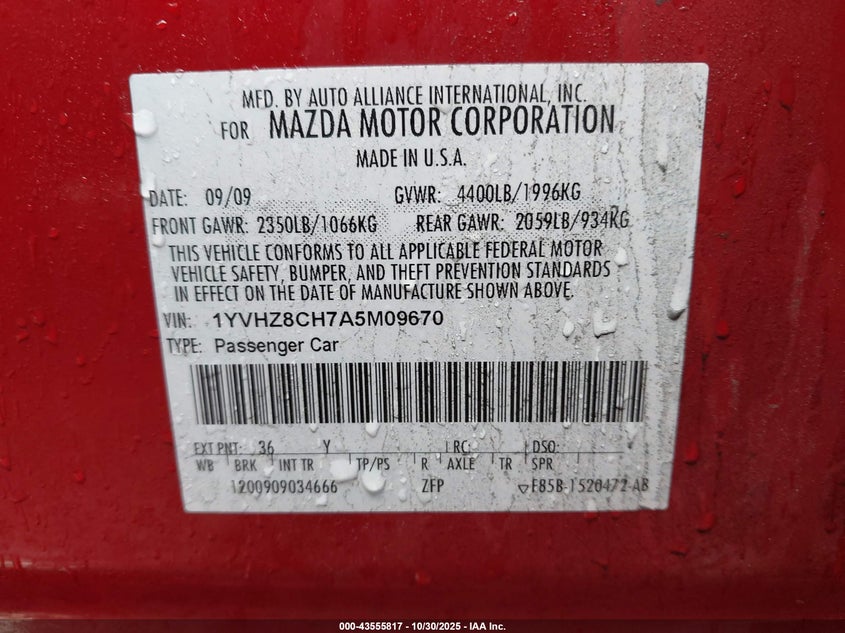 MFD. BY AUTO ALLIANCE INTERNATIONAL, INC.
FOR MAZDA MOTOR CORPORATION
MADE IN U.S.A.
DATE: 09/09 GVWR: 4400LB/1996KG
FRONT GAWR: 2350LB/1066KG REAR GAWR: 2059LB/934KG
THIS VEHICLE CONFORMS TO ALL APPLICABLE FEDERAL MOTOR
VEHICLE SAFETY, BUMPER, AND THEFT PREVENTION STANDARDS
IN EFFECT ON THE DATE OF MANUFACTURE SHOWN ABOVE.
VIN: 1YVHZ8CH7A5M09670
TYPE: Passenger Car
EXT PNT: 36 Y RC: DSO:
WB BRK INT TR TP/PS R AXLE TR SPR
1200909034666 ZFP F85B-1520472-AB
000-43555817 - 10/30/2025 - IAA Inc.